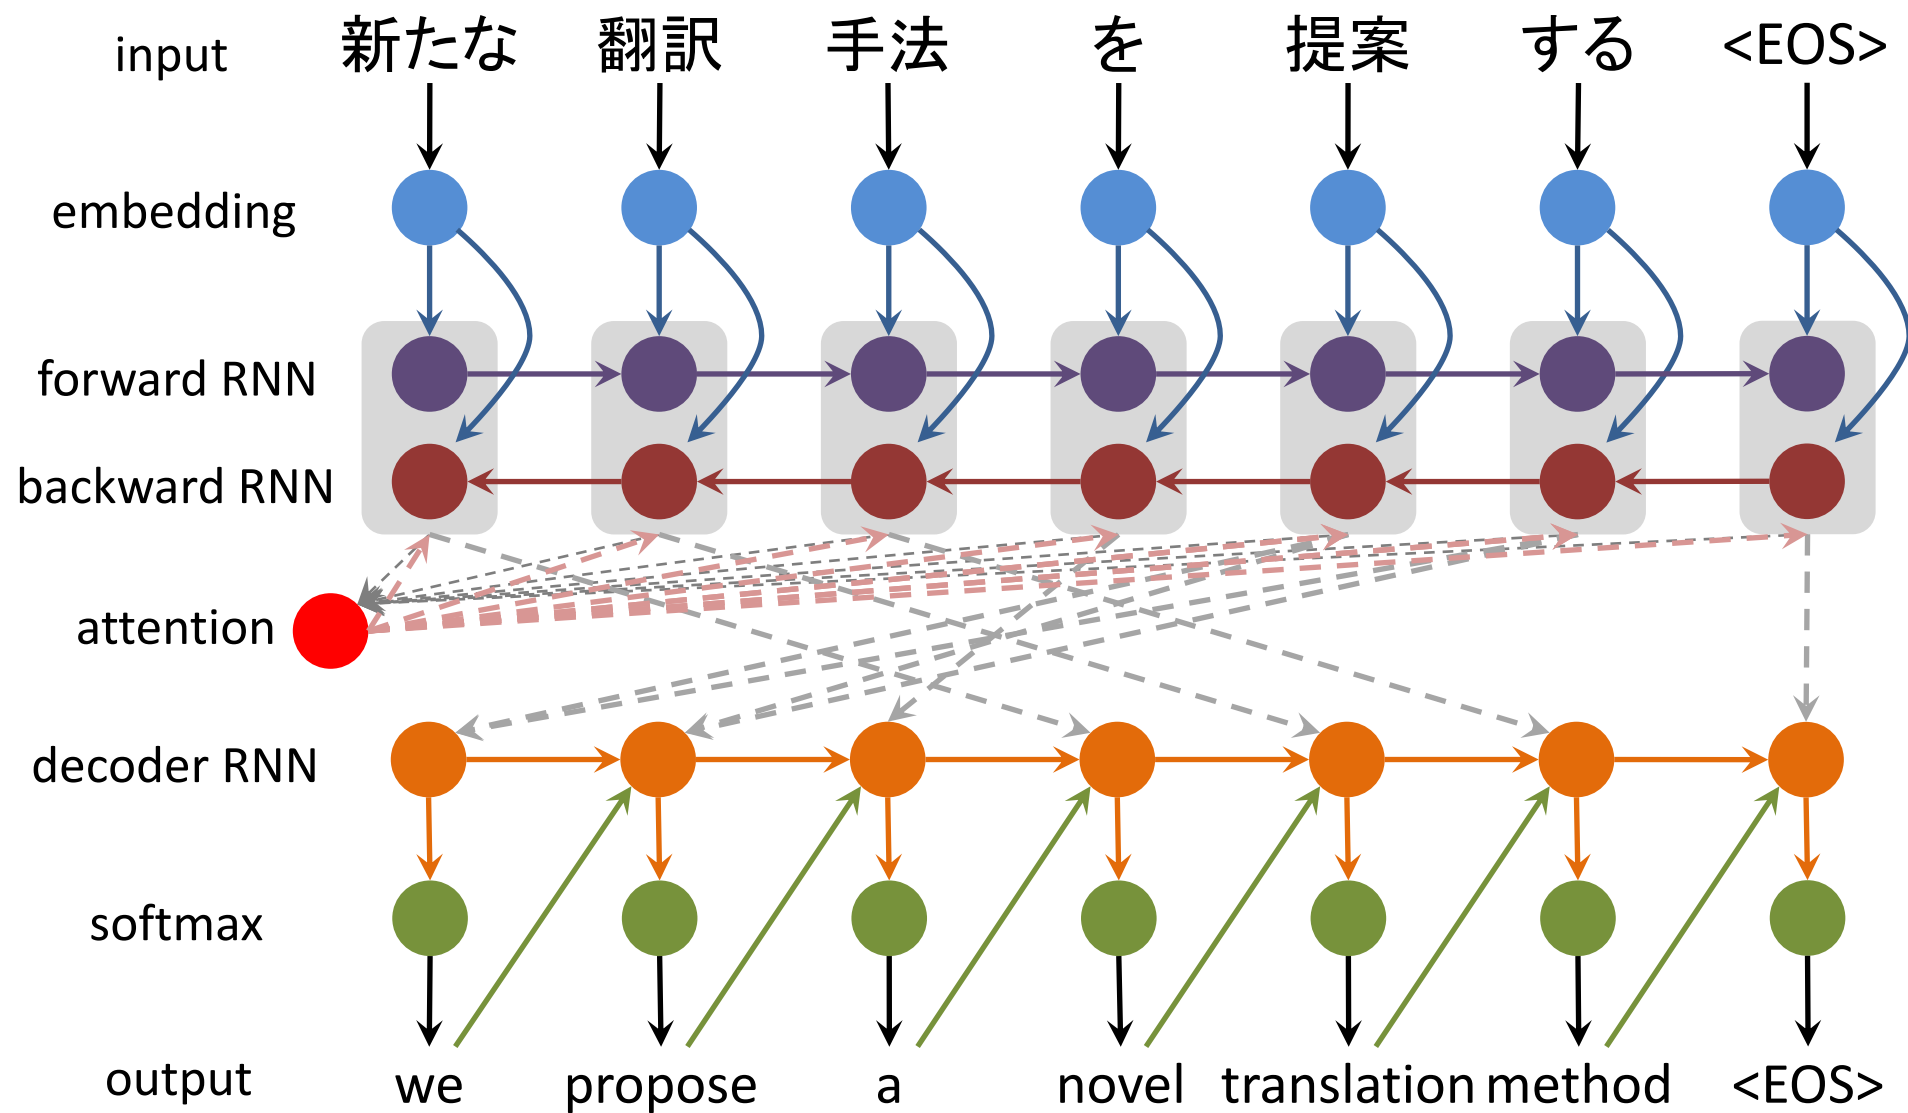 input 新たな 翻訳 手法 を 提案 する <EOS>
embedding
forward RNN
backward RNN
attention
decoder RNN
softmax
output we propose a novel translation method <EOS>